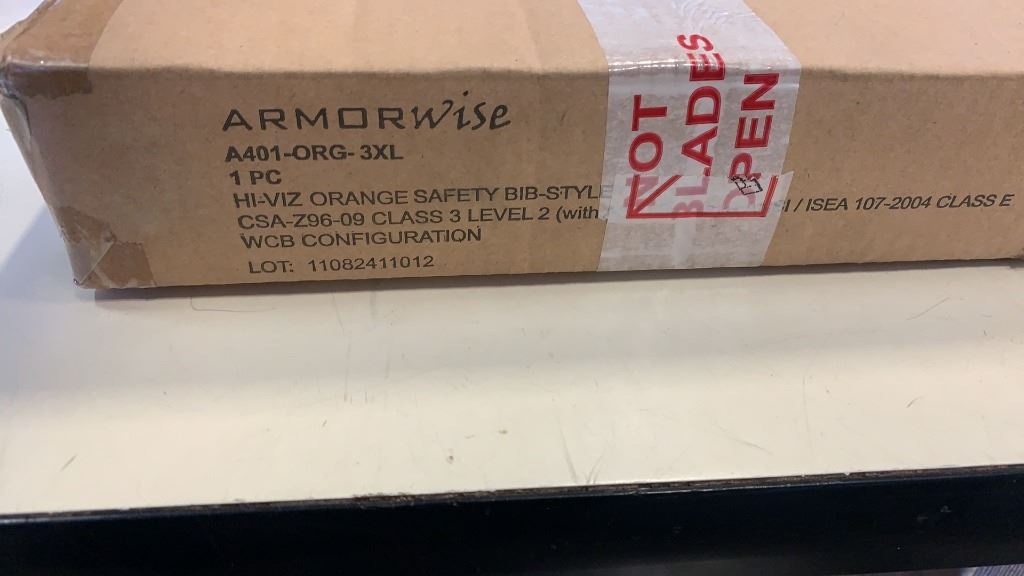 ARMORWISE
A401-ORG- 3XL
1 PC
HI-VIZ ORANGE SAFETY BIB-STYLE
CSA-Z96-09 CLASS 3 LEVEL 2 (with I / ISEA 107-2004 CLASS E
WCB CONFIGURATION
LOT: 11082411012
NOT
BLADES
OPEN